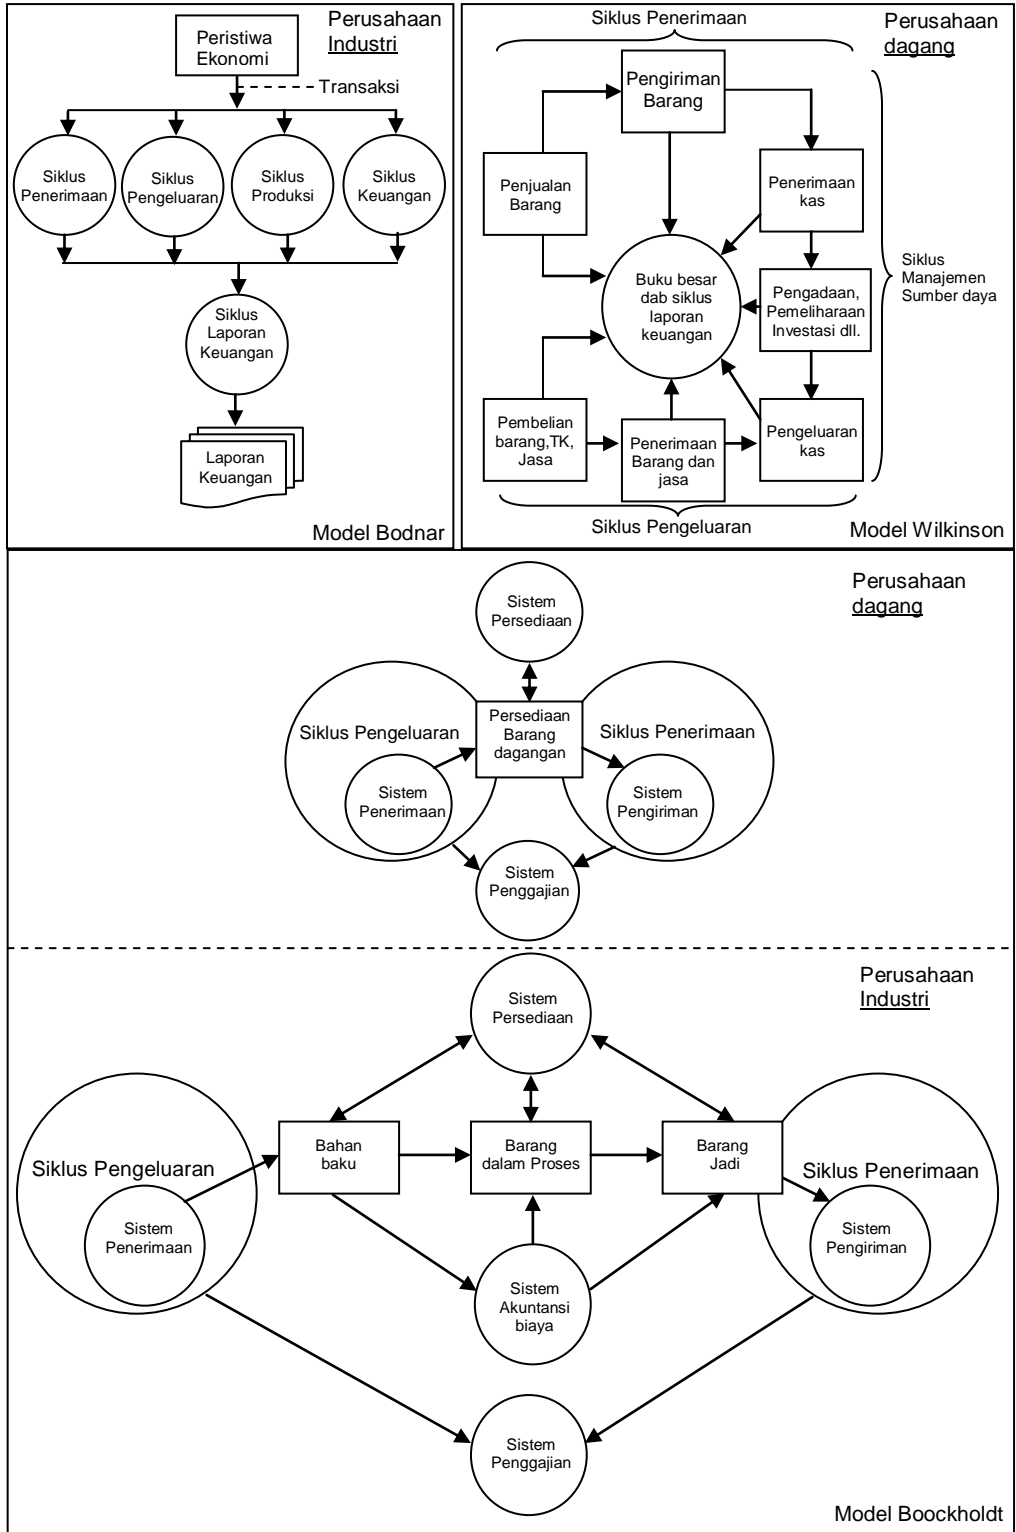 Perusahaan
Industri
Peristiwa
Ekonomi
Transaksi
Siklus
Penerimaan
Siklus
Pengeluaran
Siklus
Produksi
Siklus
Keuangan
Siklus
Laporan
Keuangan
Laporan
Keuangan
Model Bodnar
Siklus Penerimaan
Perusahaan
dagang
Pengiriman
Barang
Penjualan
Barang
Penerimaan
kas
Buku besar
dab siklus
laporan
keuangan
Pengadaan,
Pemeliharaan
Investasi dll.
Siklus
Manajemen
Sumber daya
Pembelian
barang,TK,
Jasa
Penerimaan
Barang dan
jasa
Pengeluaran
kas
Siklus Pengeluaran
Model Wilkinson
Perusahaan
dagang
Sistem
Persediaan
Siklus Pengeluaran
Persediaan
Barang
dagangan
Siklus Penerimaan
Sistem
Penerimaan
Sistem
Pengiriman
Sistem
Penggajian
Perusahaan
Industri
Sistem
Persediaan
Siklus Pengeluaran
Bahan
baku
Barang
dalam Proses
Barang
Jadi
Siklus Penerimaan
Sistem
Penerimaan
Sistem
Pengiriman
Sistem
Akuntansi
biaya
Sistem
Penggajian
Model Boockholdt